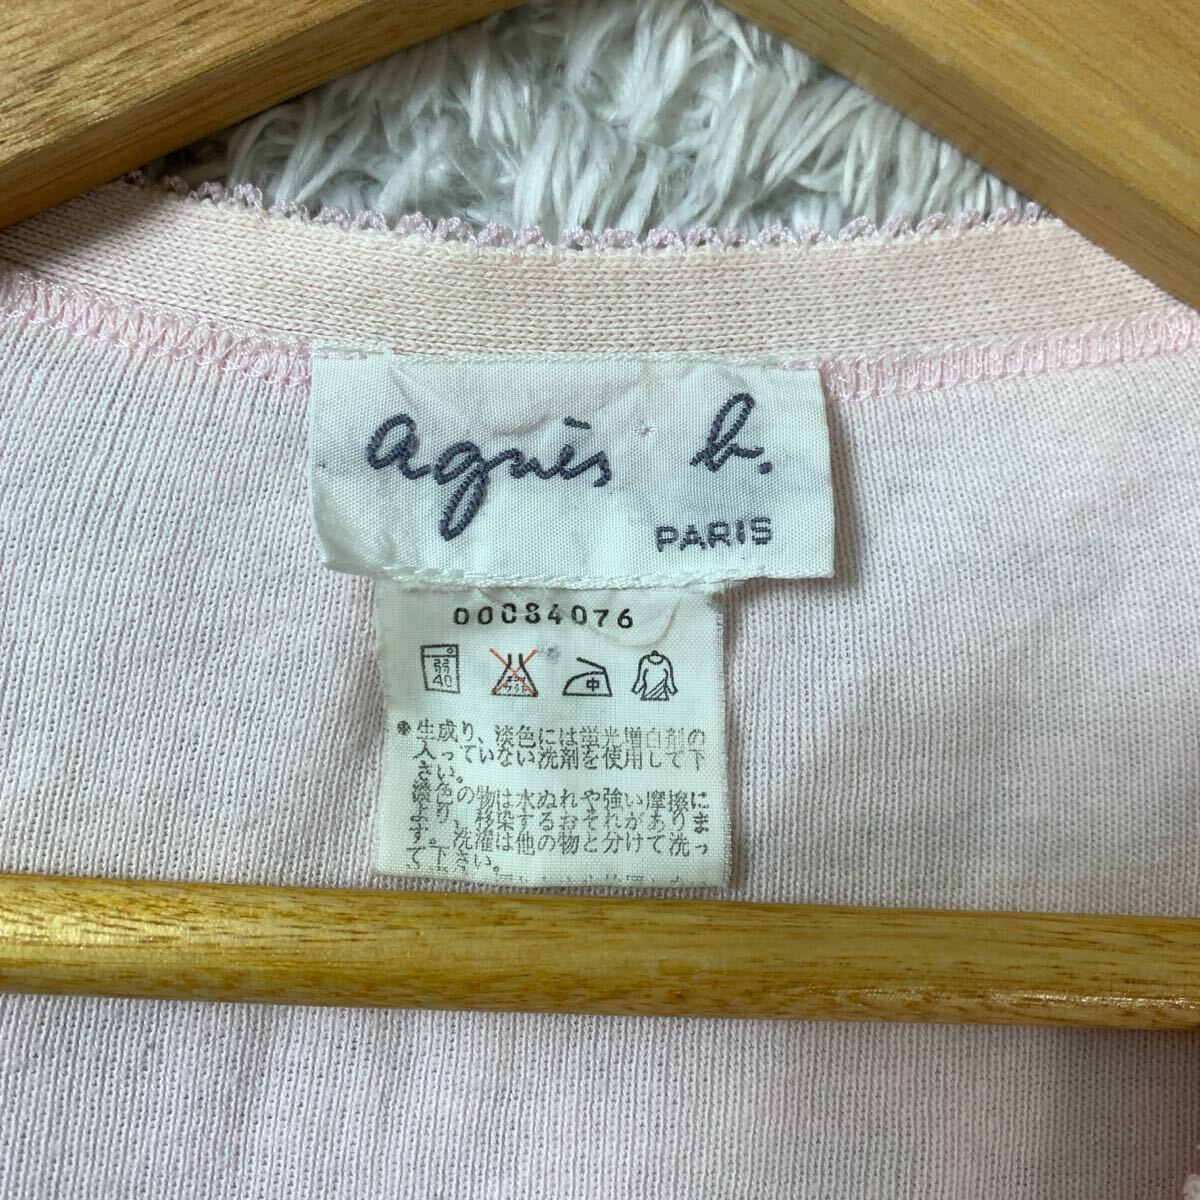 agnès b.
PARIS
00084076
弱
40
中
※生成り、淡色には蛍光増白剤の
入っていない洗剤を使用して下
さい。
濃色の物は水ぬれや強い摩擦に
より、移染するおそれがありま
す。洗濯は他の物と分けて洗っ
て下さい。